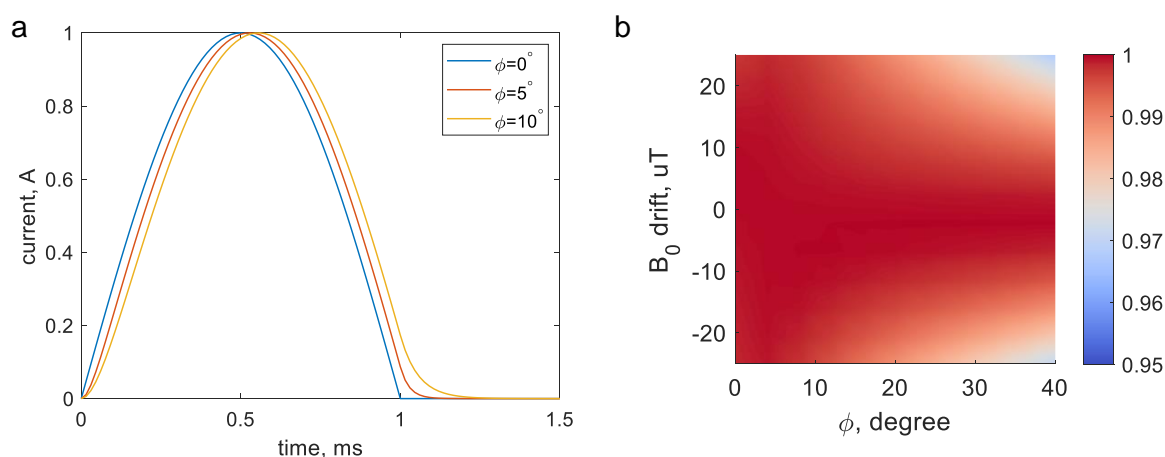 a
current, A
1
0.8
0.6
0.4
0.2
0
0
0.5
1
1.5
time, ms
ϕ=0°
ϕ=5°
ϕ=10°
b
B₀ drift, uT
20
10
0
-10
-20
0
10
20
30
40
ϕ, degree
1
0.99
0.98
0.97
0.96
0.95